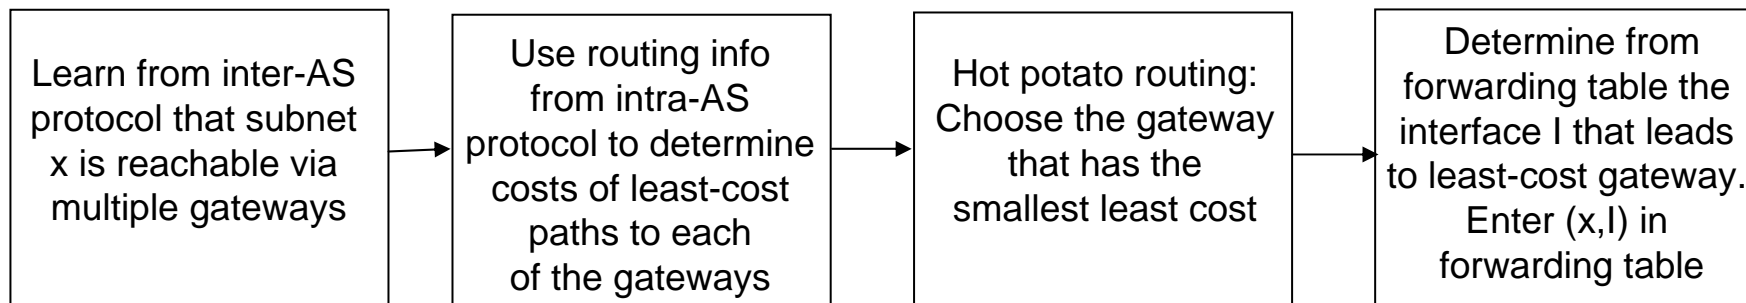 Learn from inter-AS
protocol that subnet
x is reachable via
multiple gateways
Use routing info
from intra-AS
protocol to determine
costs of least-cost
paths to each
of the gateways
Hot potato routing:
Choose the gateway
that has the
smallest least cost
Determine from
forwarding table the
interface I that leads
to least-cost gateway.
Enter (x,I) in
forwarding table